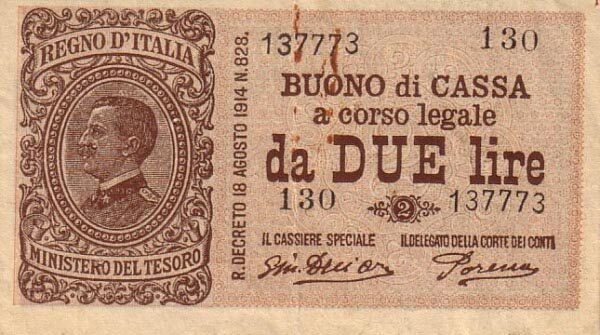 REGNO D'ITALIA
MINISTERO DEL TESORO
R. DECRETO 18 AGOSTO 1914 N. 828.
137773 130
BUONO di CASSA
a corso legale
da DUE lire
130 2 137773
IL CASSIERE SPECIALE IL DELEGATO DELLA CORTE DEI CONTI
Porena